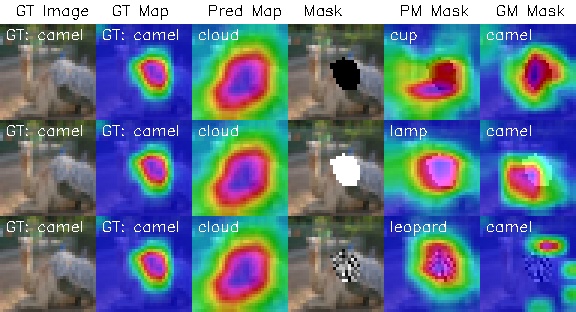 GT Image GT Map Pred Map Mask PM Mask GM Mask
GT: camel GT: camel cloud cup camel
GT: camel GT: camel cloud lamp camel
GT: camel GT: camel cloud leopard camel